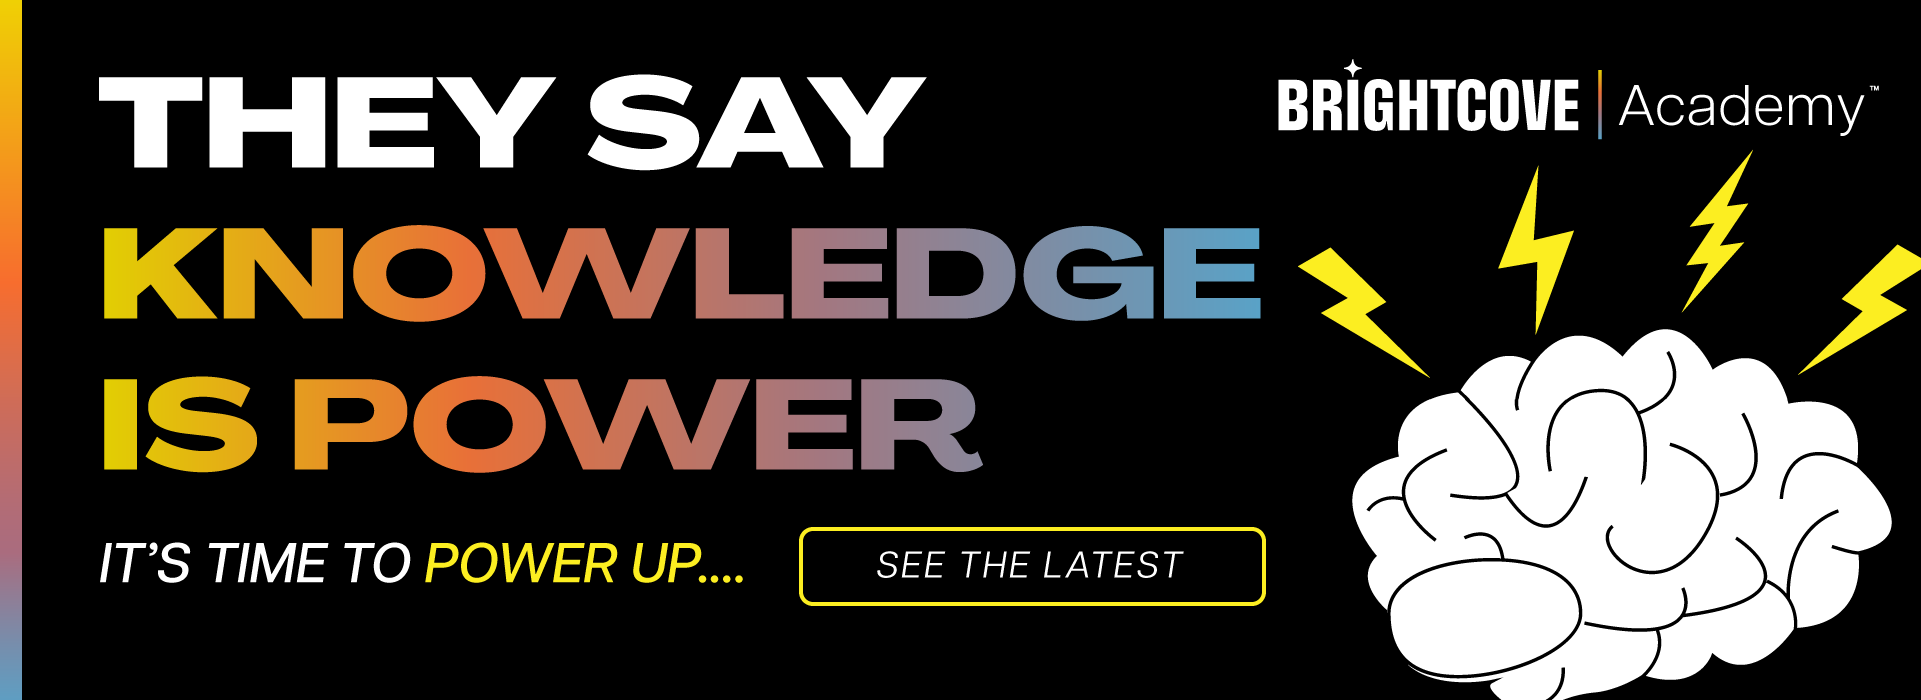 THEY SAY
KNOWLEDGE
IS POWER
IT'S TIME TO POWER UP....
SEE THE LATEST
BRIGHTCOVE | Academy™